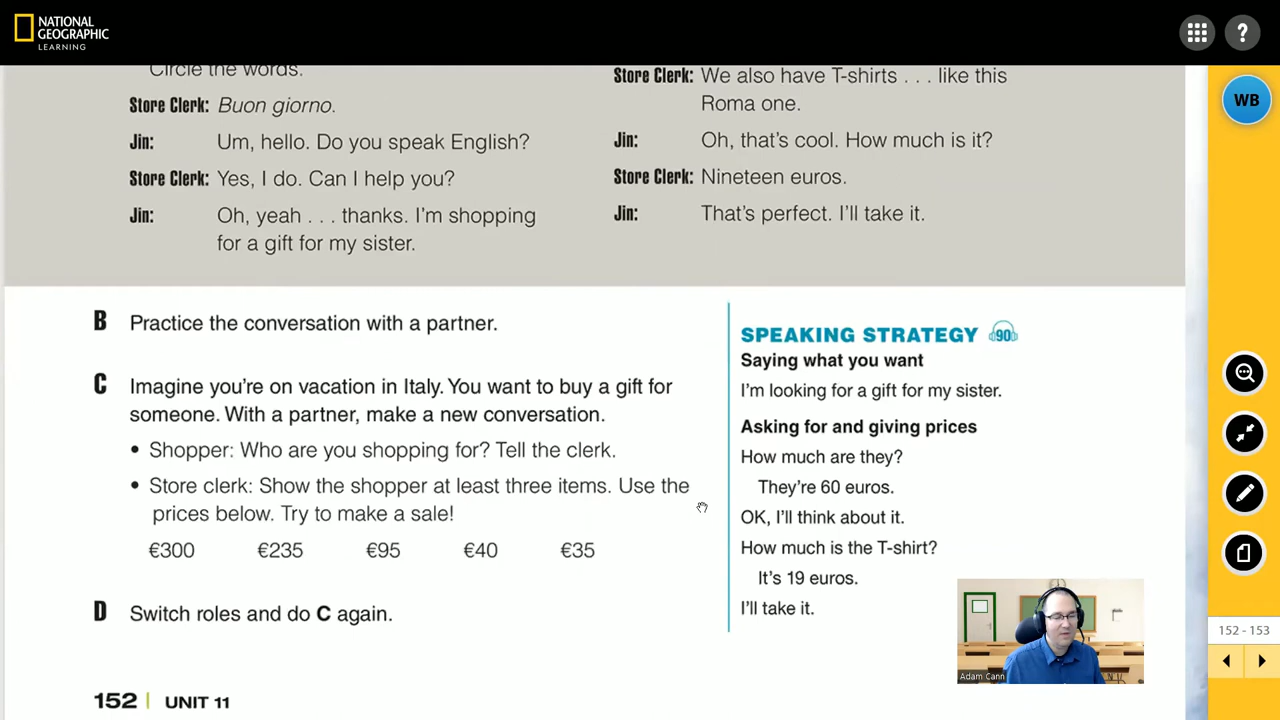 NATIONAL
GEOGRAPHIC
LEARNING
?
WB
Circle the words.
Store Clerk: Buon giorno.
Jin: Um, hello. Do you speak English?
Store Clerk: Yes, I do. Can I help you?
Jin: Oh, yeah . . . thanks. I'm shopping
for a gift for my sister.
Store Clerk: We also have T-shirts . . . like this
Roma one.
Jin: Oh, that's cool. How much is it?
Store Clerk: Nineteen euros.
Jin: That's perfect. I'll take it.
B Practice the conversation with a partner.
C Imagine you're on vacation in Italy. You want to buy a gift for
someone. With a partner, make a new conversation.
• Shopper: Who are you shopping for? Tell the clerk.
• Store clerk: Show the shopper at least three items. Use the
prices below. Try to make a sale!
€300 €235 €95 €40 €35
D Switch roles and do C again.
SPEAKING STRATEGY 90
Saying what you want
I'm looking for a gift for my sister.
Asking for and giving prices
How much are they?
They're 60 euros.
OK, I'll think about it.
How much is the T-shirt?
It's 19 euros.
I'll take it.
Adam Cann
152 - 153
152 | UNIT 11